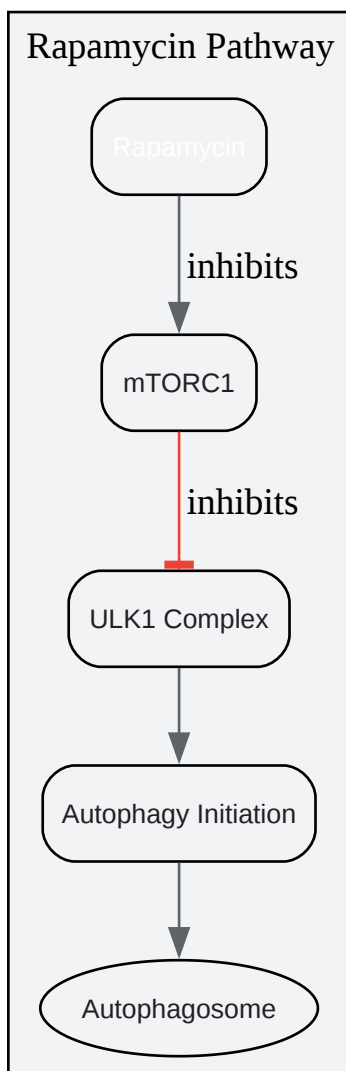 Rapamycin Pathway
Rapamycin
inhibits
mTORC1
inhibits
ULK1 Complex
Autophagy Initiation
Autophagosome